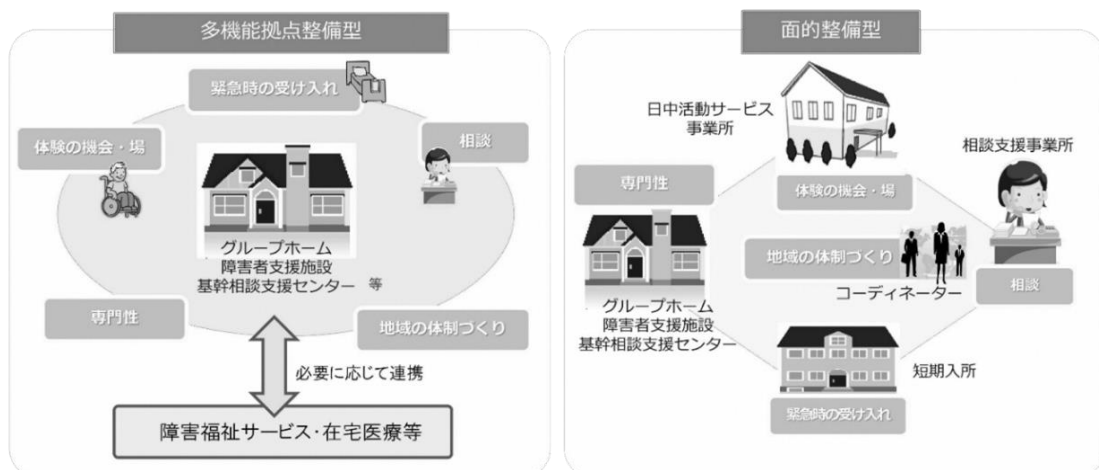 多機能拠点整備型
緊急時の受け入れ
体験の機会・場
相談
グループホーム
障害者支援施設
基幹相談支援センター 等
専門性
地域の体制づくり
必要に応じて連携
障害福祉サービス・在宅医療等
面的整備型
日中活動サービス
事業所
相談支援事業所
専門性
体験の機会・場
地域の体制づくり
コーディネーター
相談
グループホーム
障害者支援施設
基幹相談支援センター
短期入所
緊急時の受け入れ